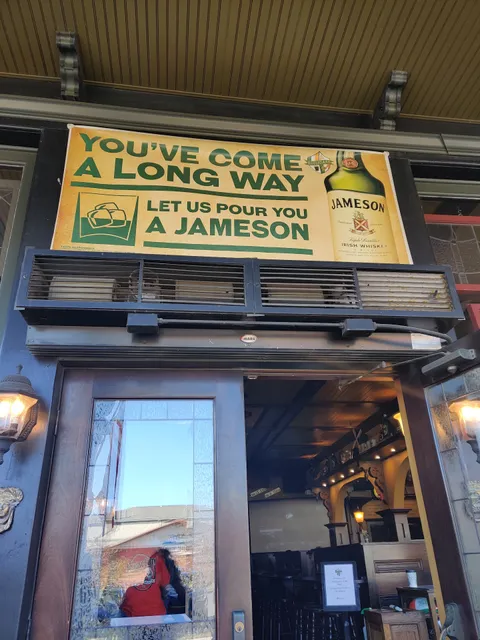 YOU'VE COME
A LONG WAY
LET US POUR YOU
A JAMESON
JAMESON
IRISH WHISKEY